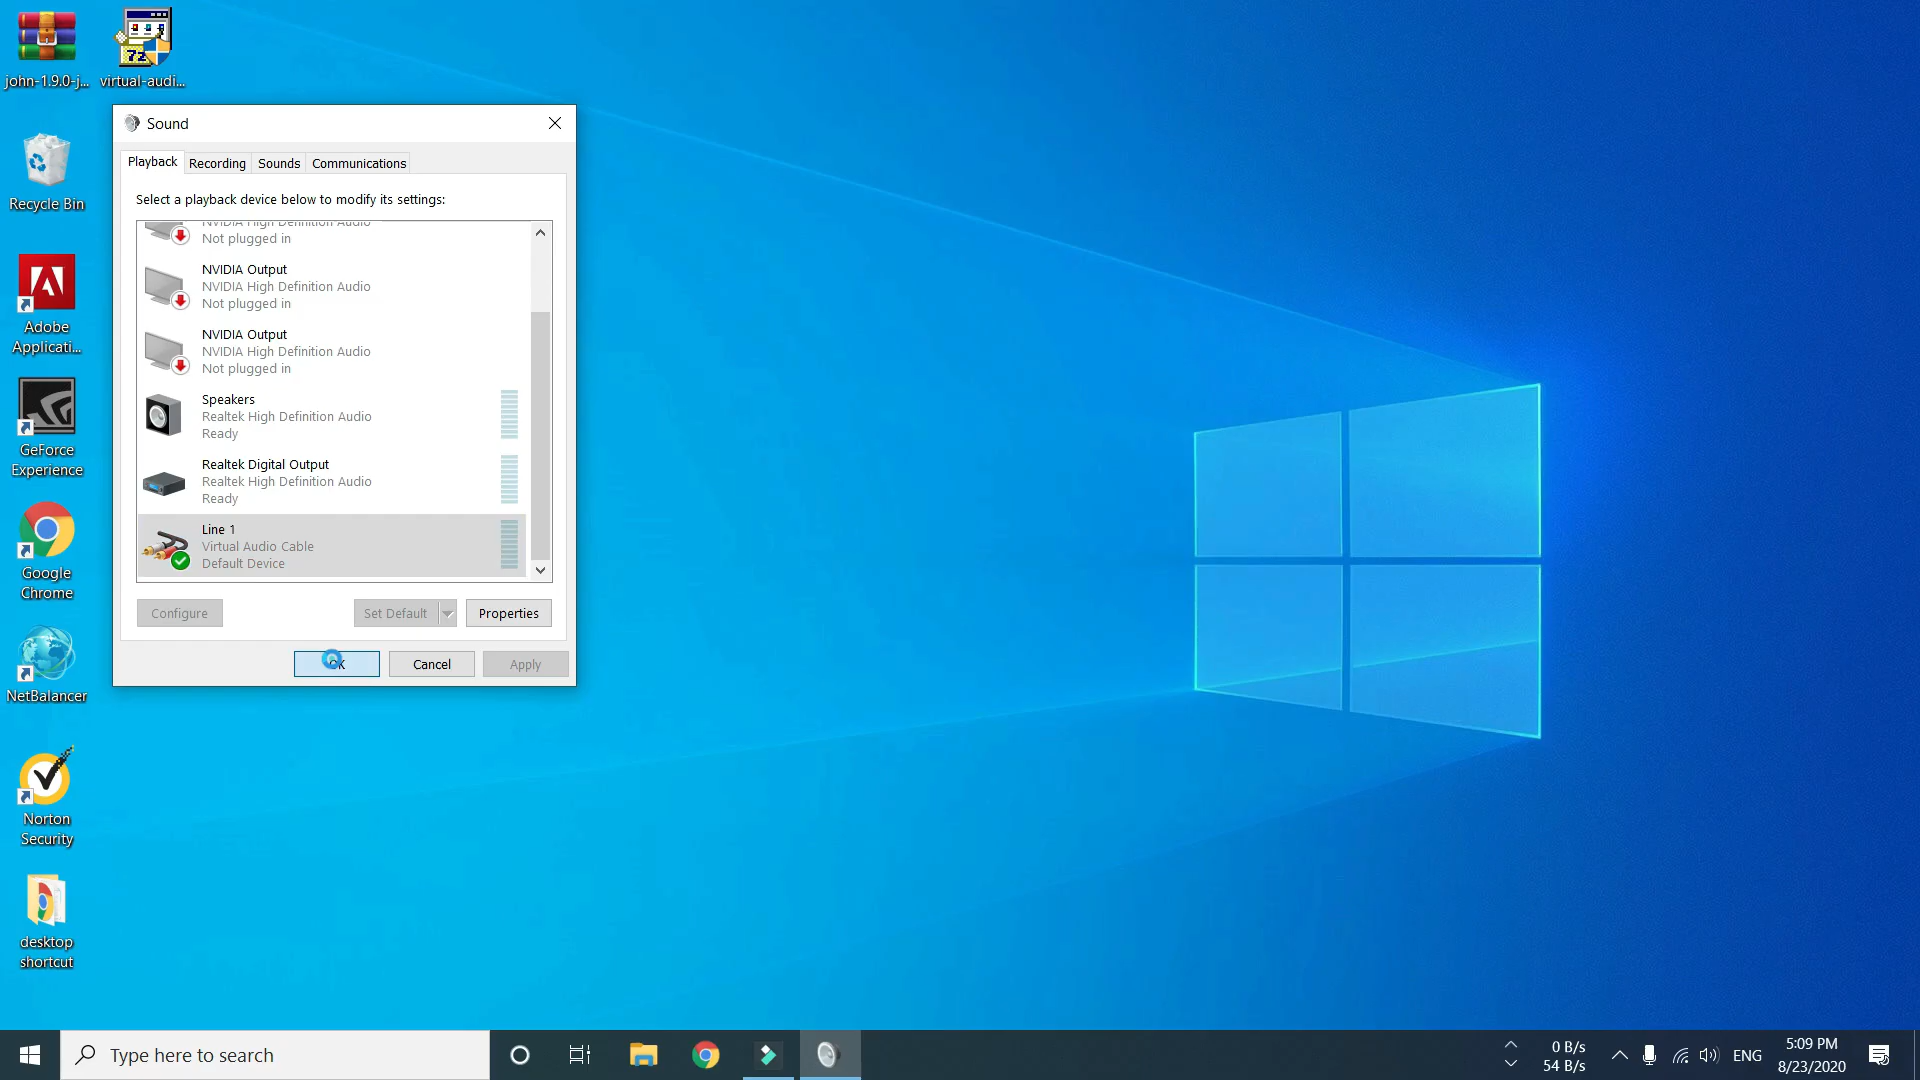 john-1.9.0-j...
virtual-audi...
Recycle Bin
Adobe
Applicati...
GeForce
Experience
Google
Chrome
NetBalancer
Norton
Security
desktop
shortcut
Sound
Playback
Recording
Sounds
Communications
Select a playback device below to modify its settings:
NVIDIA High Definition Audio
Not plugged in
NVIDIA Output
NVIDIA High Definition Audio
Not plugged in
NVIDIA Output
NVIDIA High Definition Audio
Not plugged in
Speakers
Realtek High Definition Audio
Ready
Realtek Digital Output
Realtek High Definition Audio
Ready
Line 1
Virtual Audio Cable
Default Device
Configure
Set Default
Properties
OK
Cancel
Apply
Type here to search
0 B/s
54 B/s
ENG
5:09 PM
8/23/2020